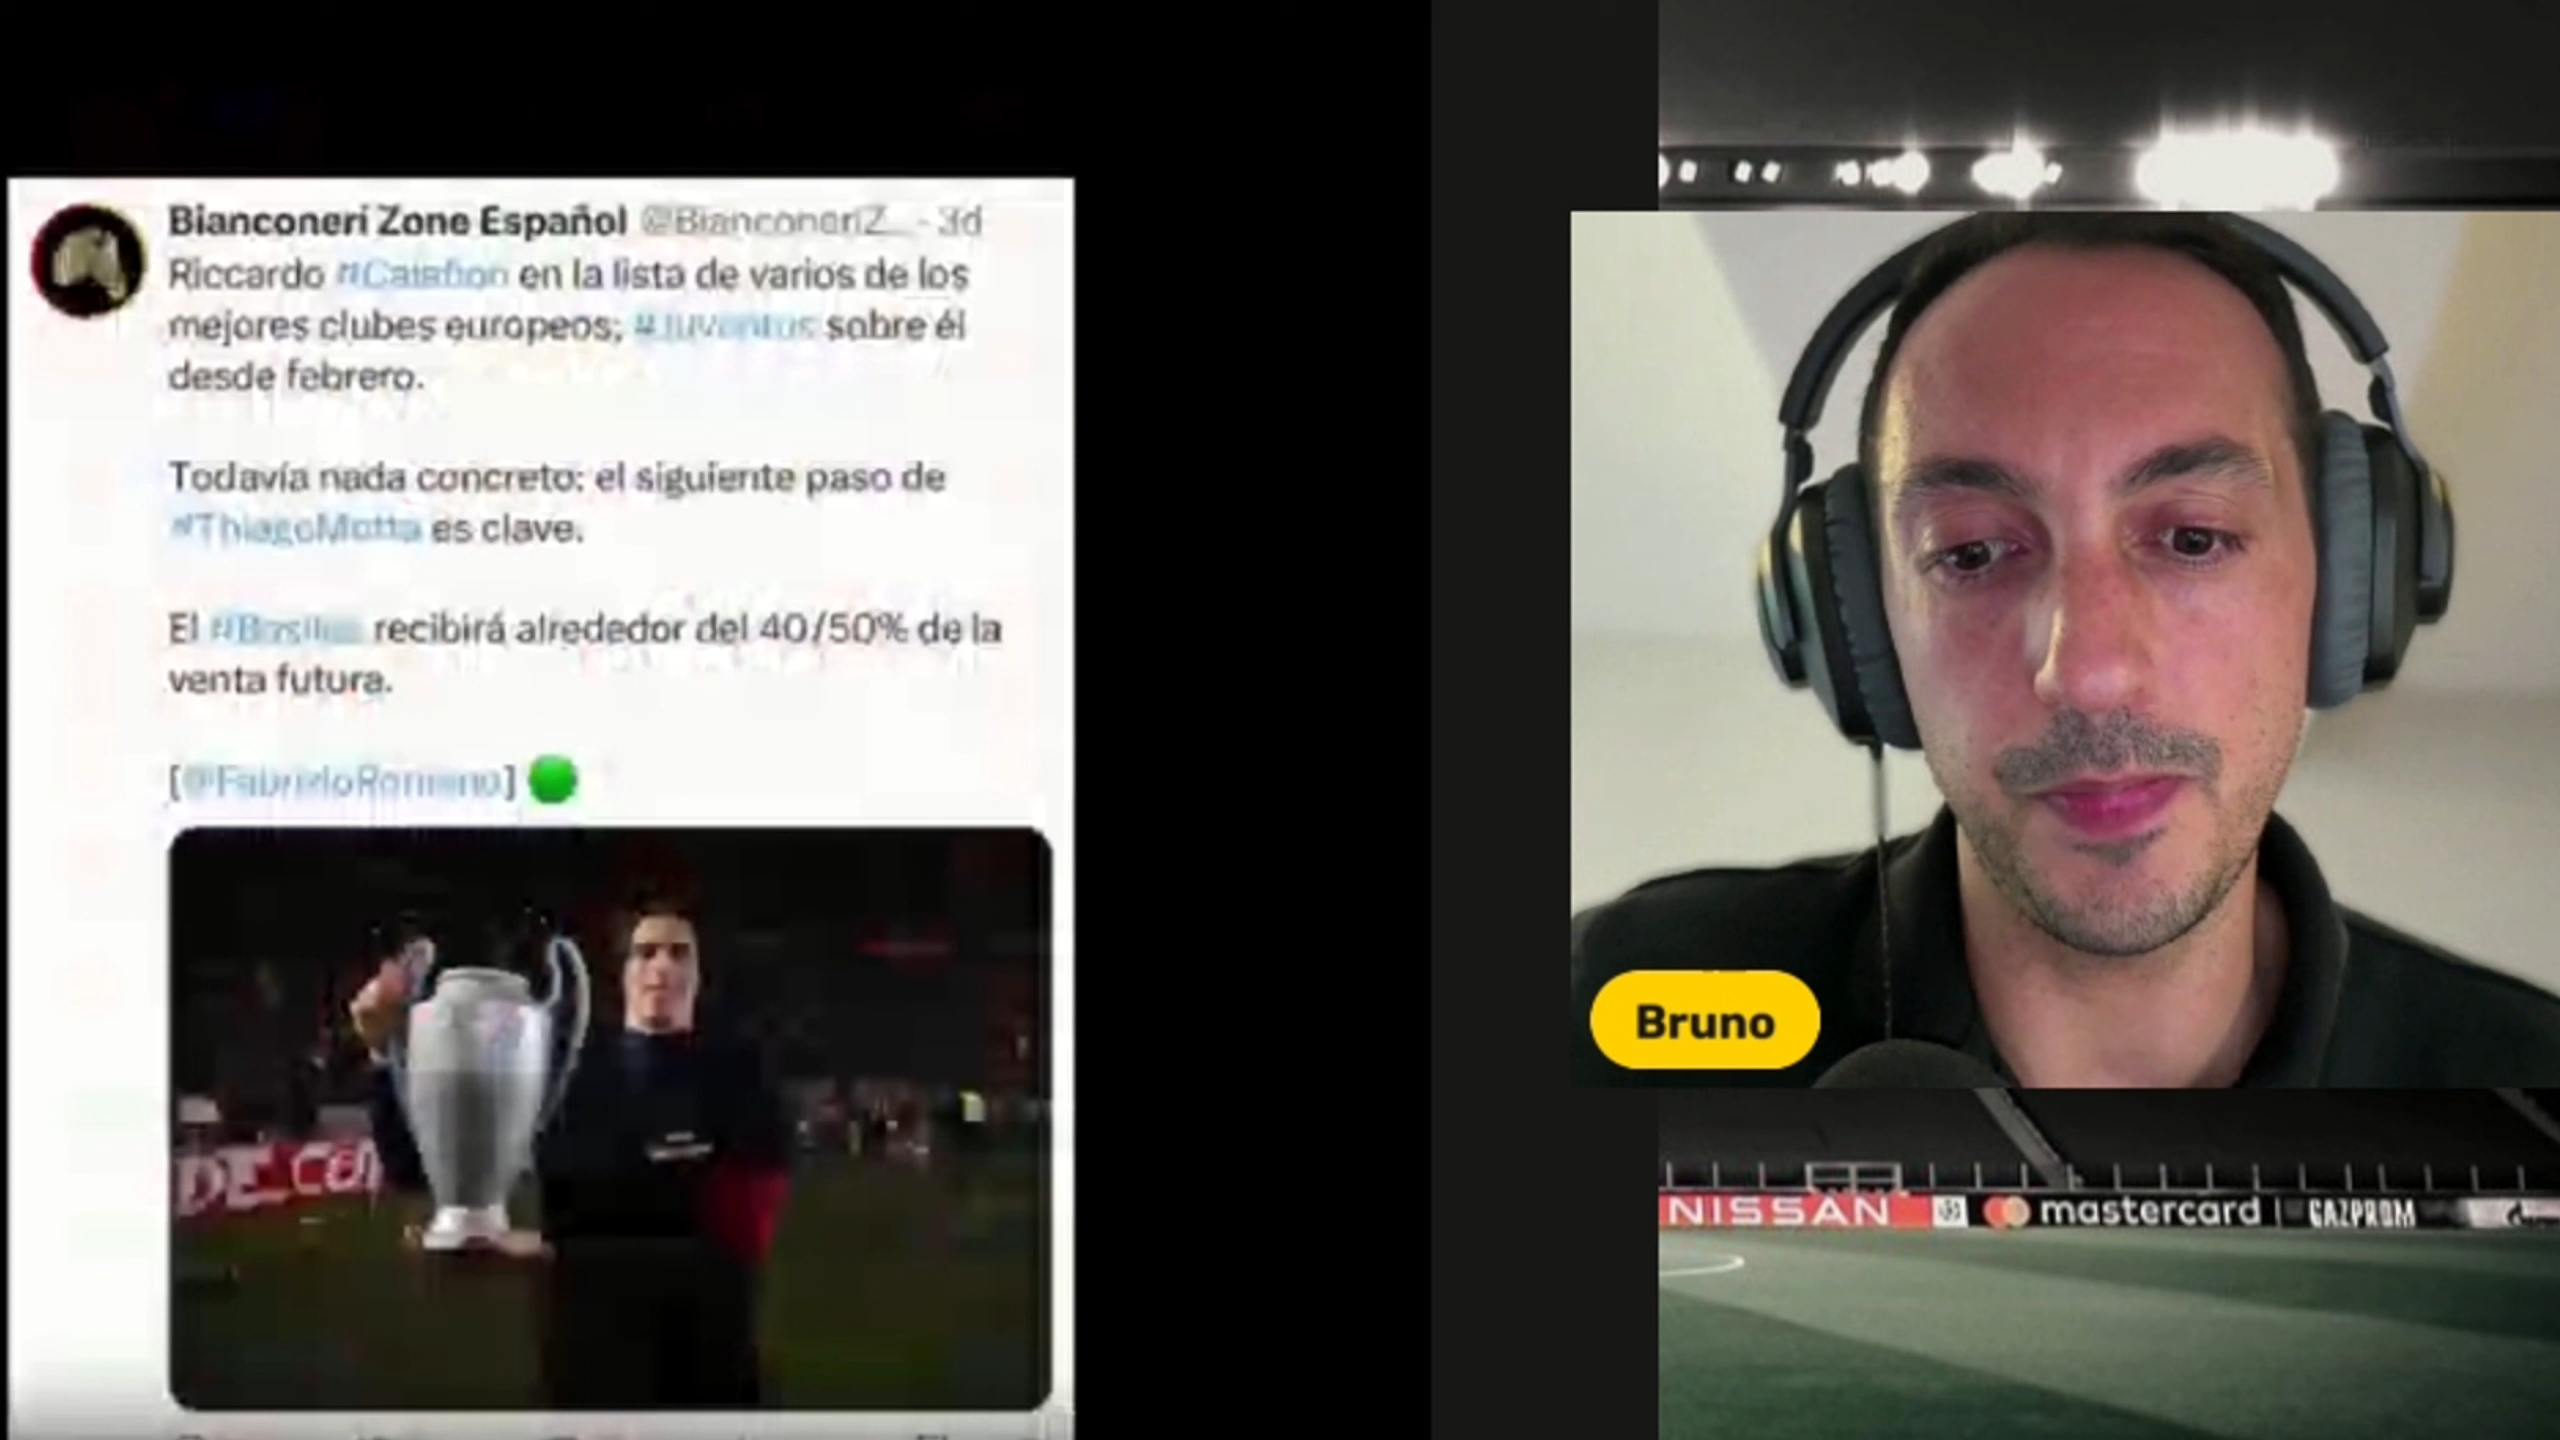 Bianconeri Zone Español @BianconeriZ... · 3d
Riccardo #Calafiori en la lista de varios de los
mejores clubes europeos; #Juventus sobre él
desde febrero.
Todavía nada concreto: el siguiente paso de
#ThiagoMotta es clave.
El #Basilea recibirá alrededor del 40/50% de la
venta futura.
[@FabrizioRomano]
Bruno
NISSAN
mastercard
GAZPROM